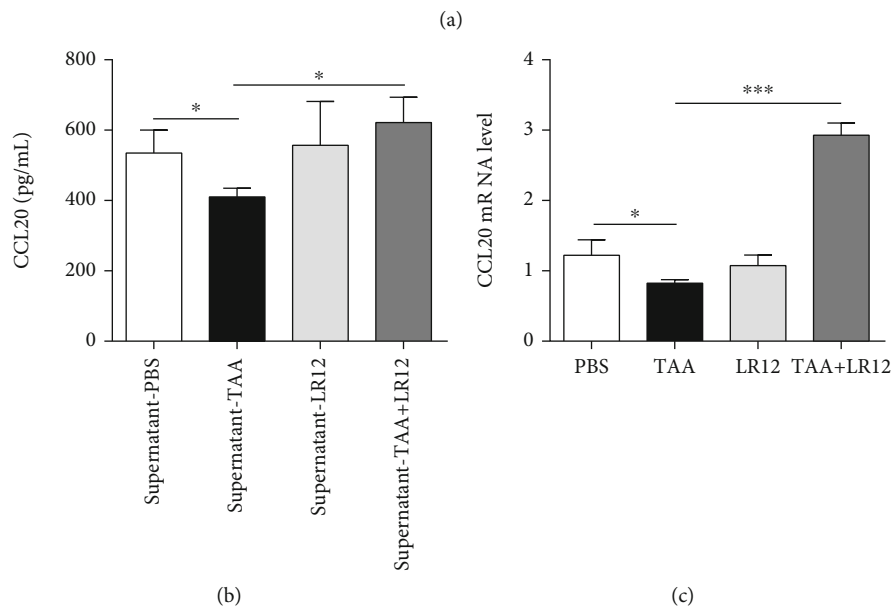 (a)
800
600
400
200
0
CCL20 (pg/mL)
*
*
Supernatant-PBS
Supernatant-TAA
Supernatant-LR12
Supernatant-TAA+LR12
(b)
4
3
2
1
0
CCL20 mR NA level
*
***
PBS
TAA
LR12
TAA+LR12
(c)